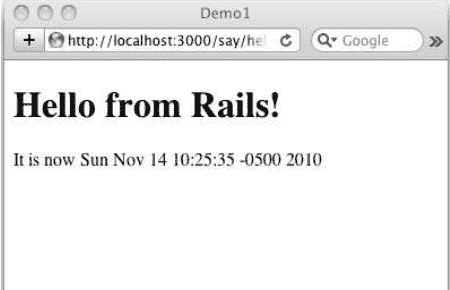 Demo1
+ http://localhost:3000/say/hel Google »
Hello from Rails!
It is now Sun Nov 14 10:25:35 -0500 2010